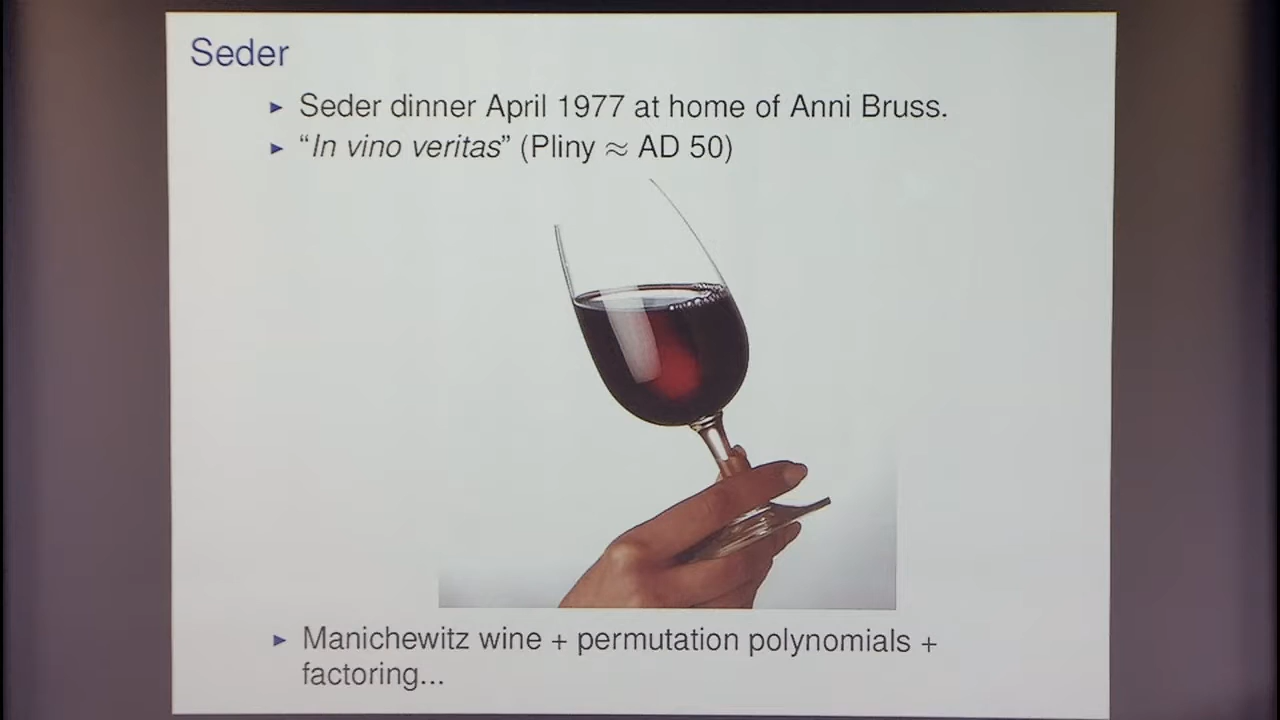 Seder
▸ Seder dinner April 1977 at home of Anni Bruss.
▸ “In vino veritas” (Pliny ≈ AD 50)
▸ Manichewitz wine + permutation polynomials +
factoring...